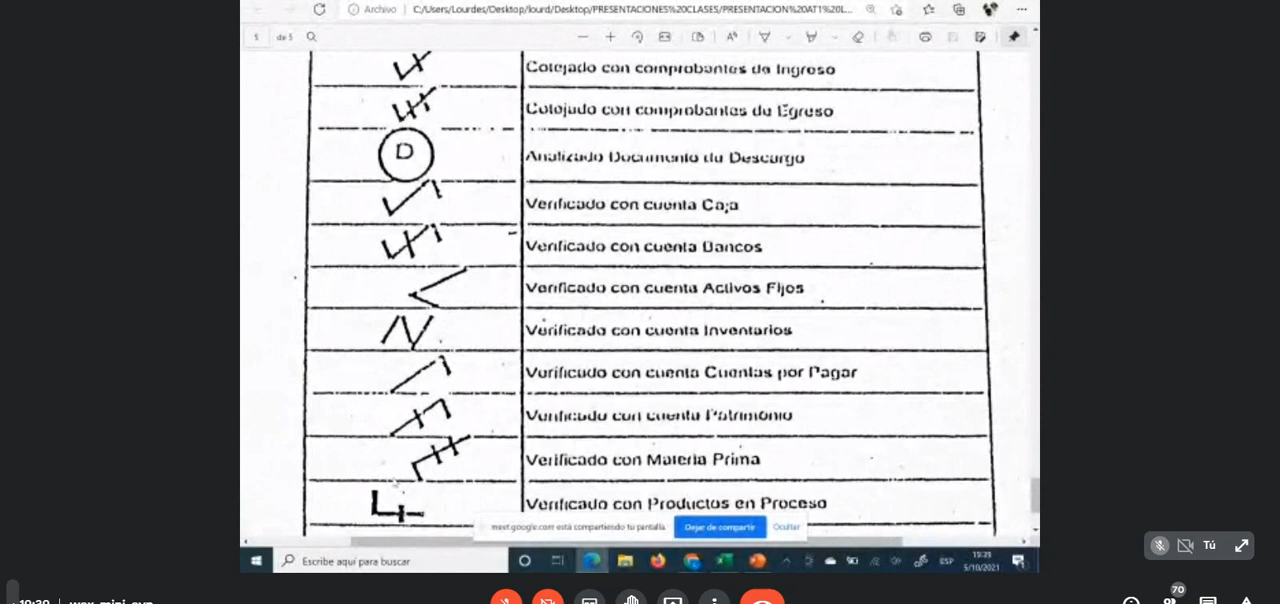 Archivo
C:/Users/Lourdes/Desktop/lourd/Desktop/PRESENTACIONES%20CLASES/PRESENTACION%20AT1%20L...
5 de 5
Cotejado con comprobantes de Ingreso
Cotejado con comprobantes de Egreso
D Analizado Documento de Descargo
Verificado con cuenta Caja
Verificado con cuenta Bancos
Verificado con cuenta Activos Fijos
Verificado con cuenta Inventarios
Verificado con cuenta Cuentas por Pagar
Verificado con cuenta Patrimonio
Verificado con Materia Prima
Verificado con Productos en Proceso
meet.google.com está compartiendo tu pantalla. Dejar de compartir Ocultar
Tú
Escribe aquí para buscar
ESP
19:39
5/10/2021
70